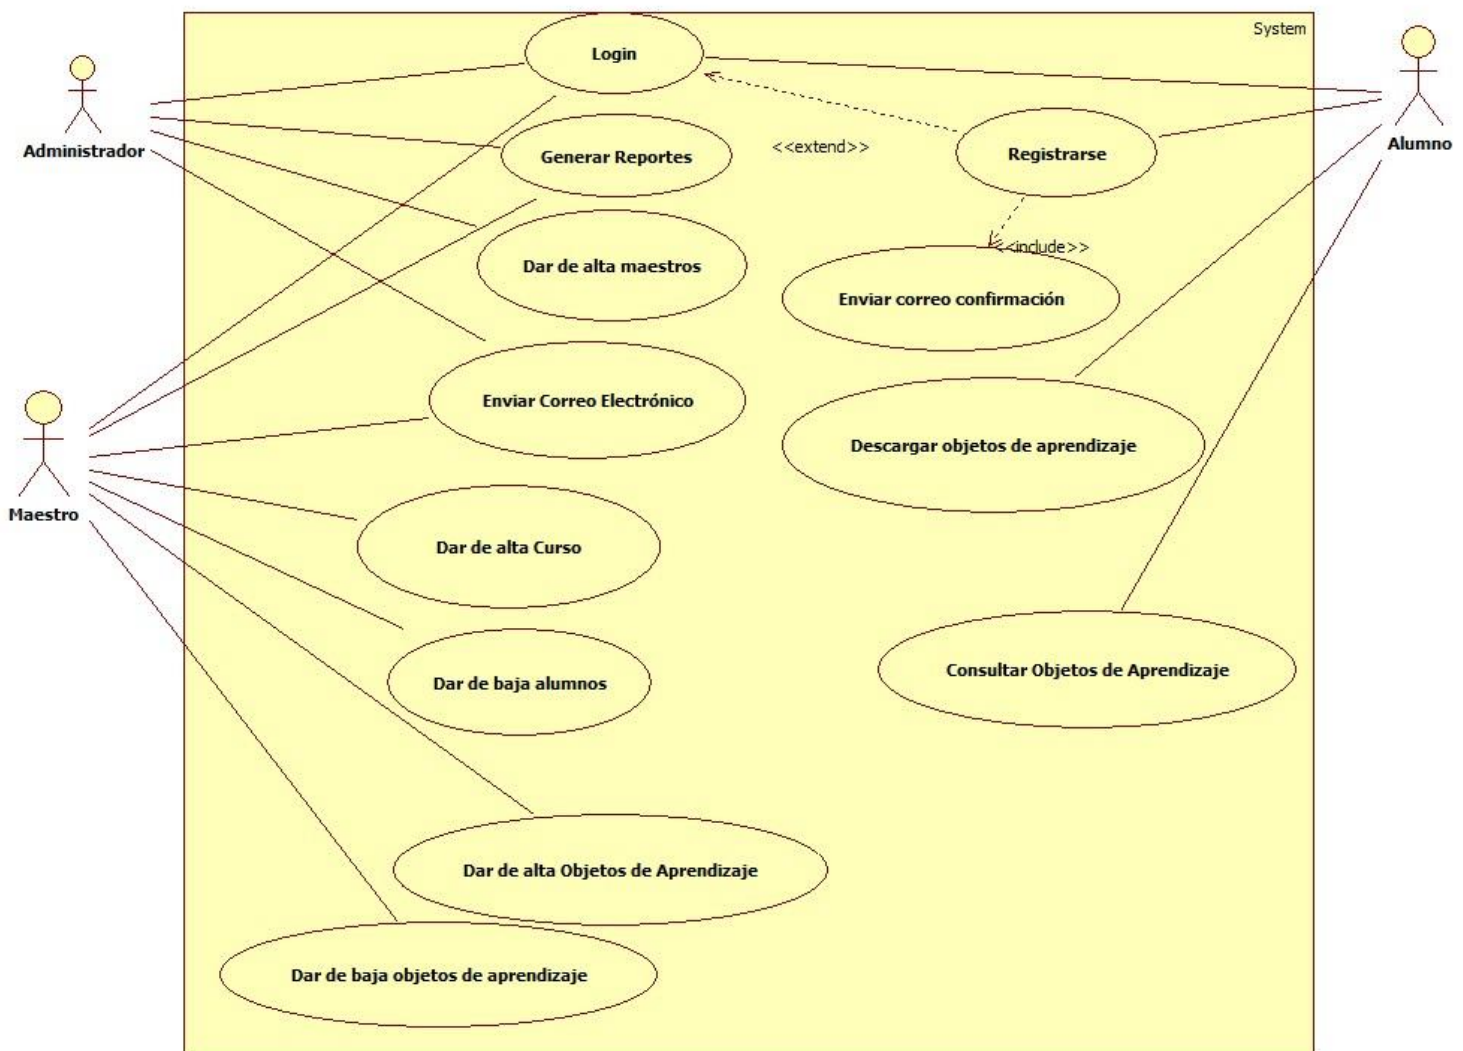 System
Login
Administrador
Generar Reportes
<<extend>>
Registrarse
Alumno
Dar de alta maestros
<<include>>
Enviar correo confirmación
Enviar Correo Electrónico
Descargar objetos de aprendizaje
Maestro
Dar de alta Curso
Dar de baja alumnos
Consultar Objetos de Aprendizaje
Dar de alta Objetos de Aprendizaje
Dar de baja objetos de aprendizaje